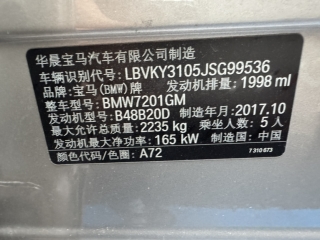 华晨宝马汽车有限公司制造
车辆识别代号: LBVKY3105JSG99536
品牌: 宝马(BMW)牌 发动机排量: 1998 ml
整车型号: BMW7201GM
发动机型号: B48B20D 制造年月: 2017.10
最大允许总质量: 2235 kg 乘坐人数: 5 人
发动机最大净功率: 165 kW 制造国: 中国
颜色代码/色圈: A72
7 310 673